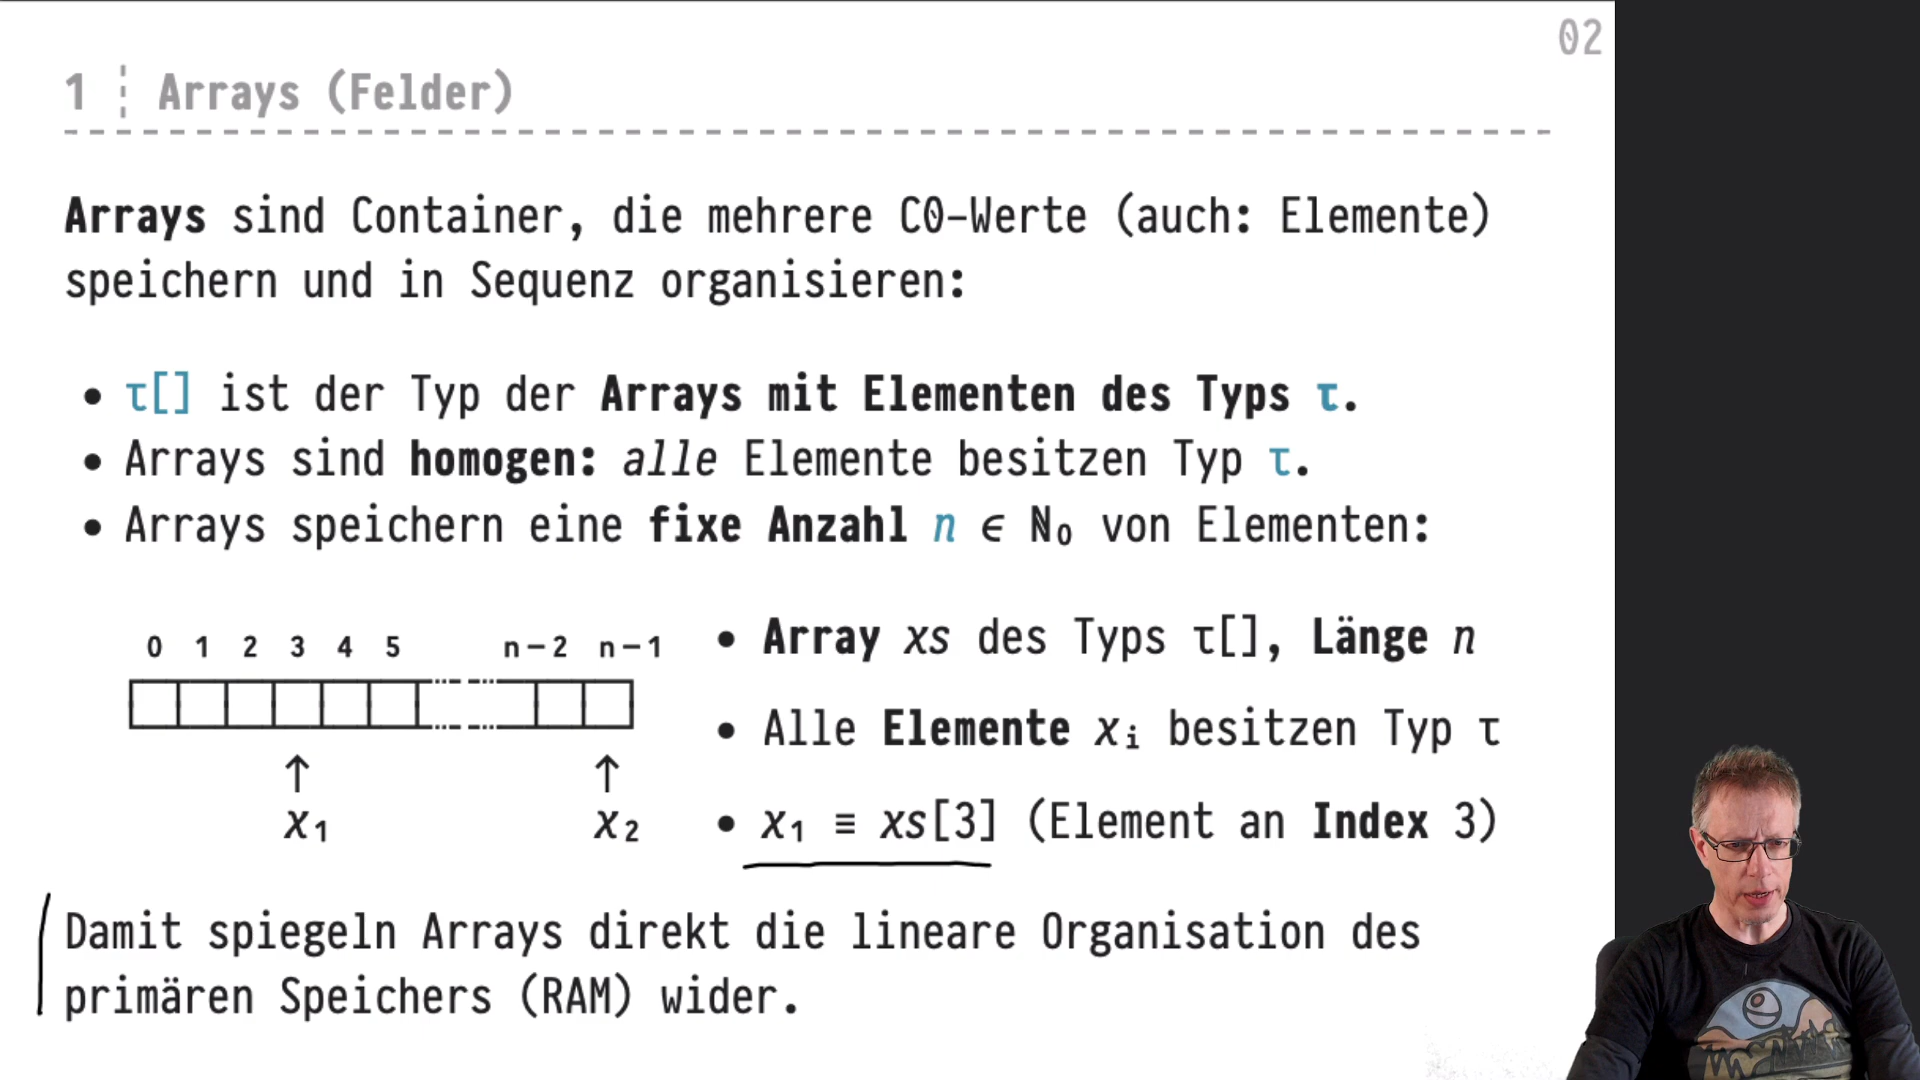 02
1 Arrays (Felder)
Arrays sind Container, die mehrere C0-Werte (auch: Elemente)
speichern und in Sequenz organisieren:
• τ[] ist der Typ der Arrays mit Elementen des Typs τ.
• Arrays sind homogen: alle Elemente besitzen Typ τ.
• Arrays speichern eine fixe Anzahl n ∈ N₀ von Elementen:
0 1 2 3 4 5 n-2 n-1
↑ ↑
x₁ x₂
• Array xs des Typs τ[], Länge n
• Alle Elemente xᵢ besitzen Typ τ
• x₁ ≡ xs[3] (Element an Index 3)
Damit spiegeln Arrays direkt die lineare Organisation des
primären Speichers (RAM) wider.